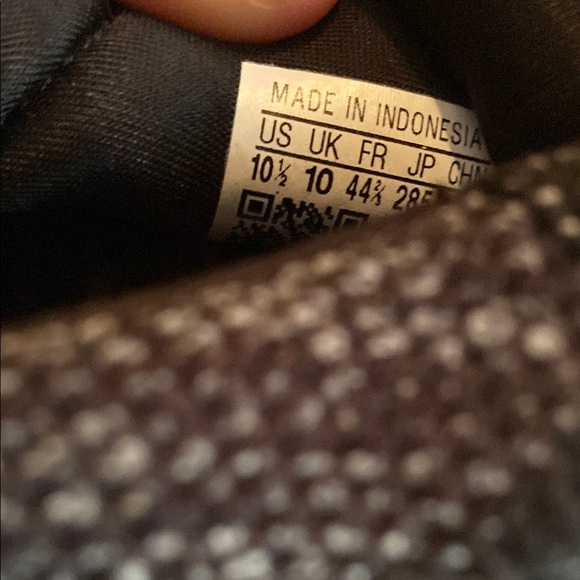 MADE IN INDONESIA
US UK FR JP CHN
10½ 10 44⅔ 285